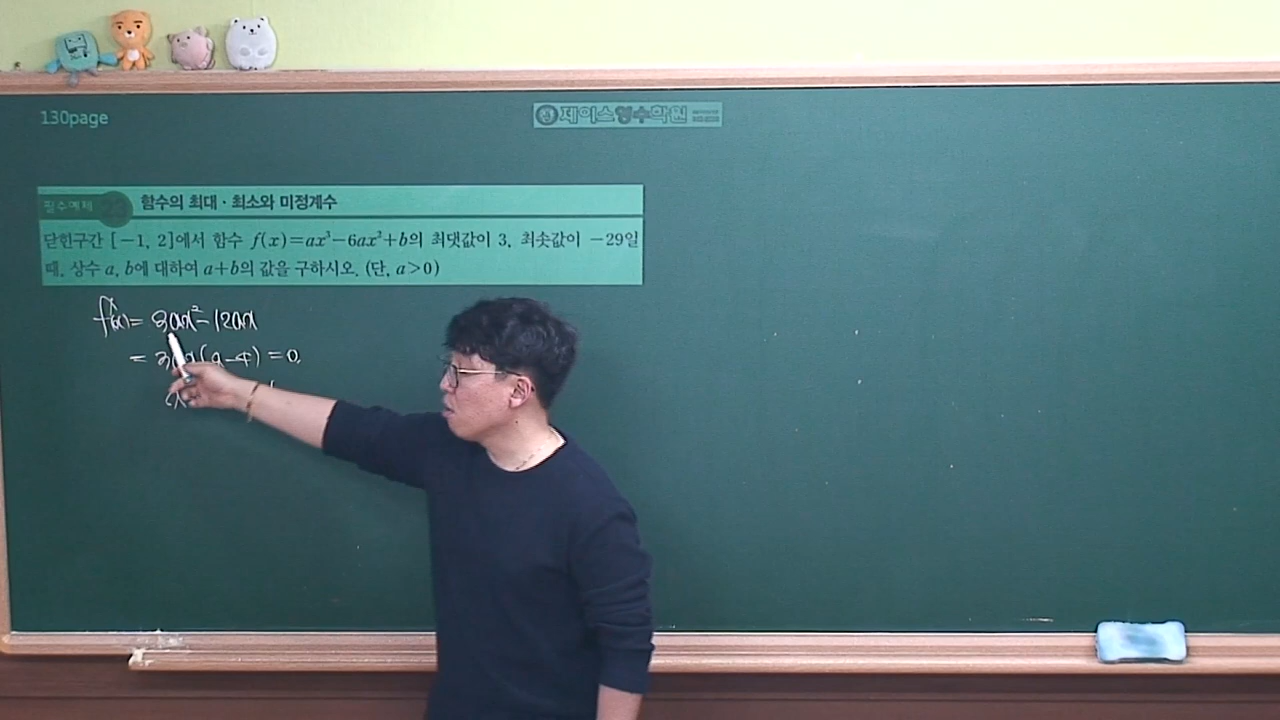 130page
제이스영수학원
필수예제
함수의 최대·최소와 미정계수
닫힌구간 [-1, 2]에서 함수 f(x)=ax³-6ax²+b의 최댓값이 3, 최솟값이 -29일
때, 상수 a, b에 대하여 a+b의 값을 구하시오. (단, a>0)
f'(x)= 3ax²-12ax
= 3ax(x-4) =0.
x